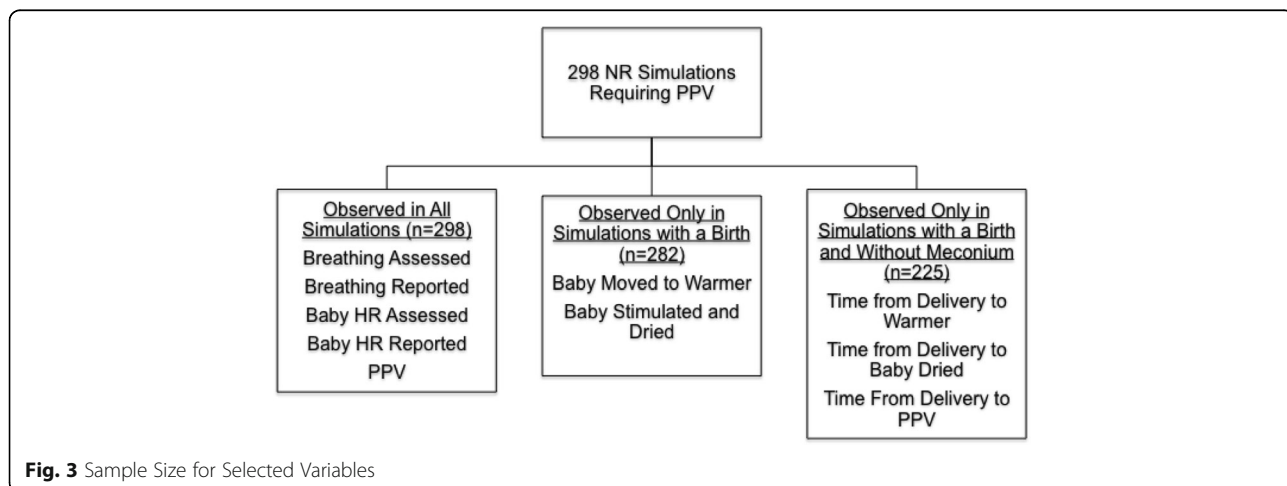 298 NR Simulations
Requiring PPV
Observed in All
Simulations (n=298)
Breathing Assessed
Breathing Reported
Baby HR Assessed
Baby HR Reported
PPV
Observed Only in
Simulations with a Birth
(n=282)
Baby Moved to Warmer
Baby Stimulated and
Dried
Observed Only in
Simulations with a Birth
and Without Meconium
(n=225)
Time from Delivery to
Warmer
Time from Delivery to
Baby Dried
Time From Delivery to
PPV
Fig. 3 Sample Size for Selected Variables